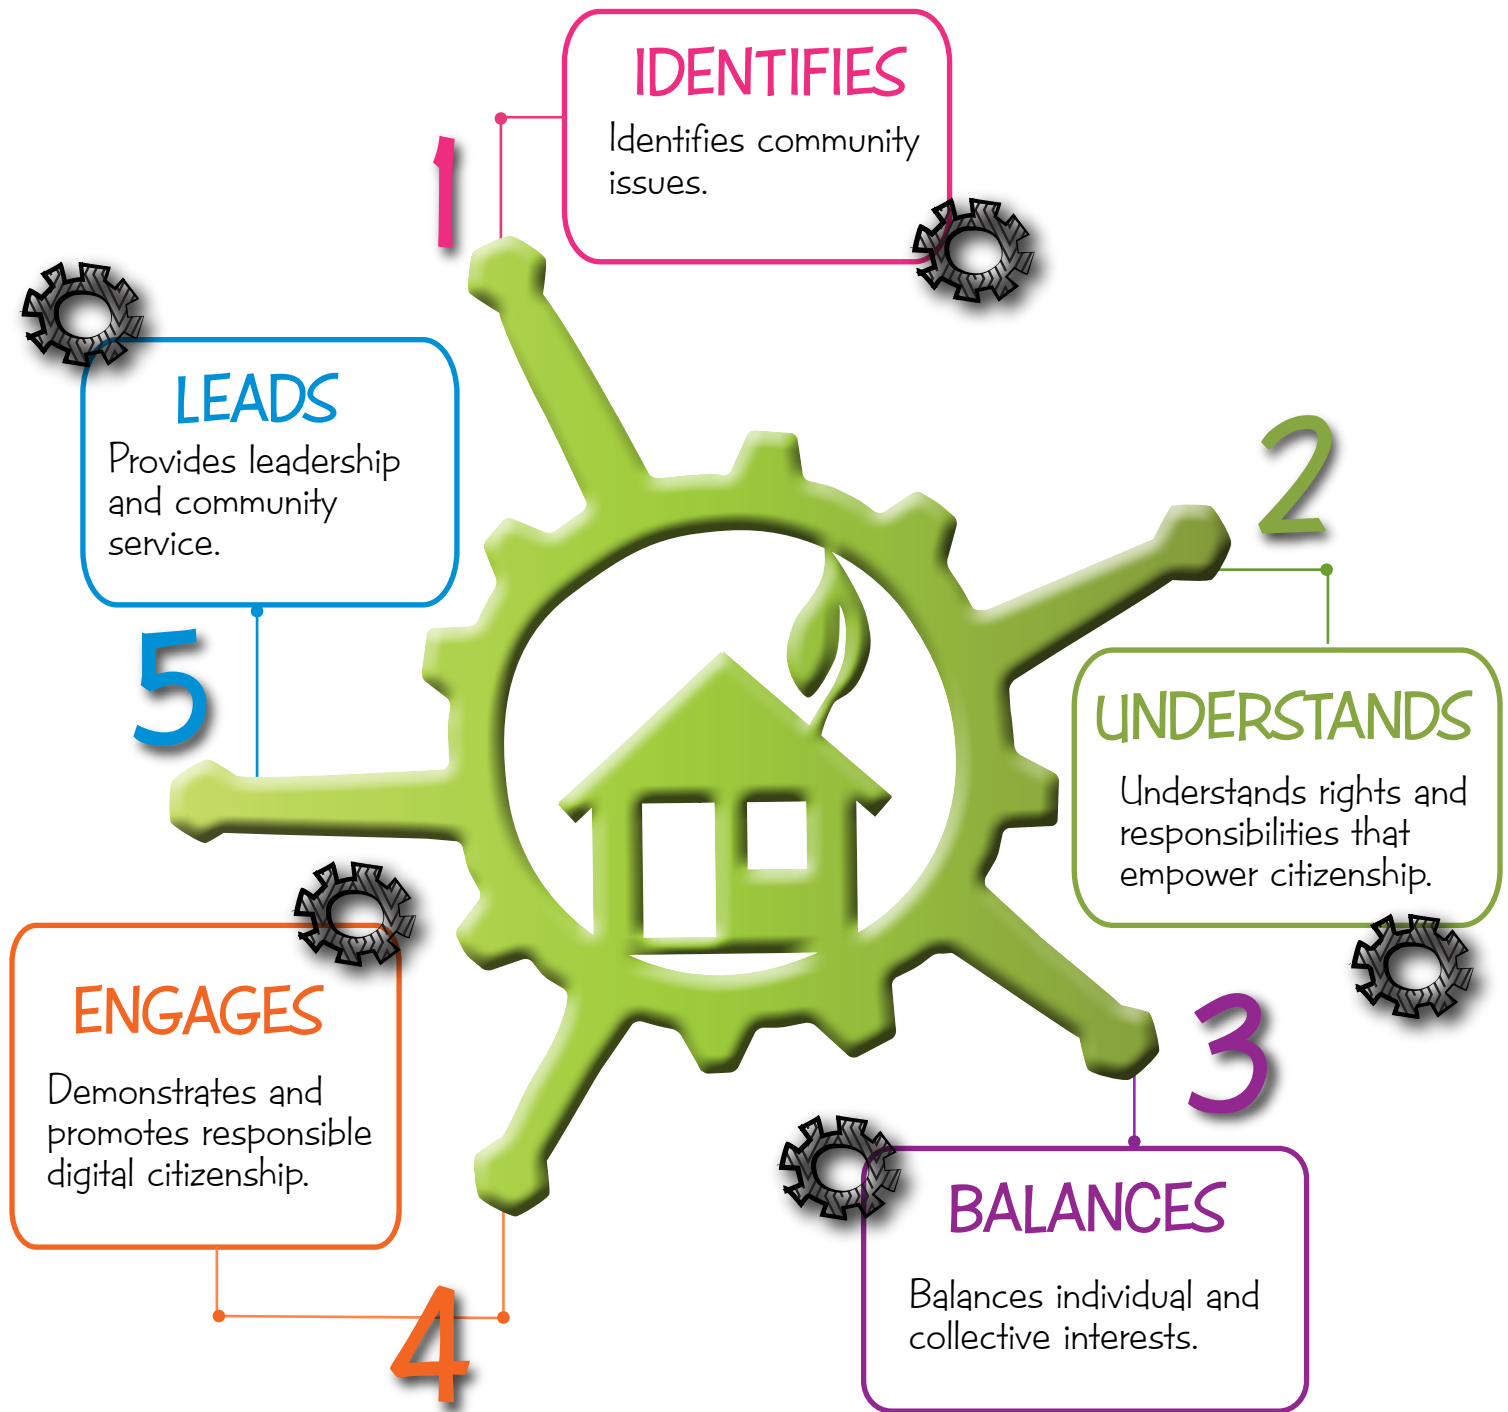 1
IDENTIFIES
Identifies community
issues.
2
UNDERSTANDS
Understands rights and
responsibilities that
empower citizenship.
3
BALANCES
Balances individual and
collective interests.
4
ENGAGES
Demonstrates and
promotes responsible
digital citizenship.
5
LEADS
Provides leadership
and community
service.